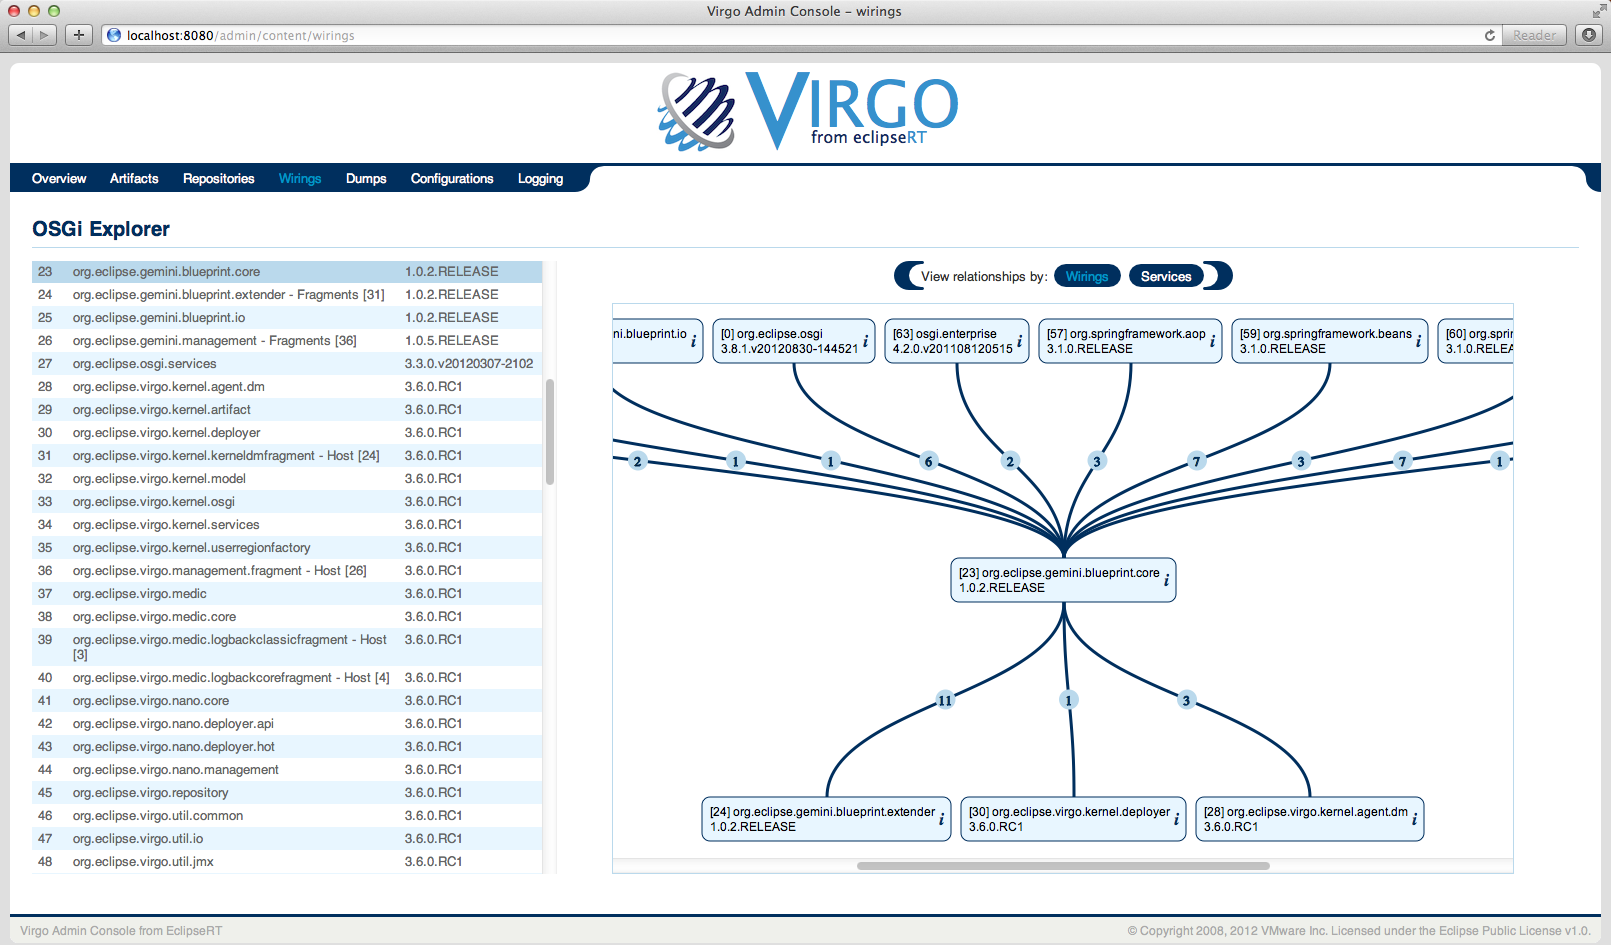 Virgo Admin Console – wirings
localhost:8080/admin/content/wirings
Reader
VIRGO
from eclipseRT
Overview Artifacts Repositories Wirings Dumps Configurations Logging
OSGi Explorer
23 org.eclipse.gemini.blueprint.core 1.0.2.RELEASE
24 org.eclipse.gemini.blueprint.extender - Fragments [31] 1.0.2.RELEASE
25 org.eclipse.gemini.blueprint.io 1.0.2.RELEASE
26 org.eclipse.gemini.management - Fragments [36] 1.0.5.RELEASE
27 org.eclipse.osgi.services 3.3.0.v20120307-2102
28 org.eclipse.virgo.kernel.agent.dm 3.6.0.RC1
29 org.eclipse.virgo.kernel.artifact 3.6.0.RC1
30 org.eclipse.virgo.kernel.deployer 3.6.0.RC1
31 org.eclipse.virgo.kernel.kerneldmfragment - Host [24] 3.6.0.RC1
32 org.eclipse.virgo.kernel.model 3.6.0.RC1
33 org.eclipse.virgo.kernel.osgi 3.6.0.RC1
34 org.eclipse.virgo.kernel.services 3.6.0.RC1
35 org.eclipse.virgo.kernel.userregionfactory 3.6.0.RC1
36 org.eclipse.virgo.management.fragment - Host [26] 3.6.0.RC1
37 org.eclipse.virgo.medic 3.6.0.RC1
38 org.eclipse.virgo.medic.core 3.6.0.RC1
39 org.eclipse.virgo.medic.logbackclassicfragment - Host 3.6.0.RC1
[3]
40 org.eclipse.virgo.medic.logbackcorefragment - Host [4] 3.6.0.RC1
41 org.eclipse.virgo.nano.core 3.6.0.RC1
42 org.eclipse.virgo.nano.deployer.api 3.6.0.RC1
43 org.eclipse.virgo.nano.deployer.hot 3.6.0.RC1
44 org.eclipse.virgo.nano.management 3.6.0.RC1
45 org.eclipse.virgo.repository 3.6.0.RC1
46 org.eclipse.virgo.util.common 3.6.0.RC1
47 org.eclipse.virgo.util.io 3.6.0.RC1
48 org.eclipse.virgo.util.jmx 3.6.0.RC1
View relationships by: Wirings Services
ni.blueprint.io i
[0] org.eclipse.osgi i
3.8.1.v20120830-144521
[63] osgi.enterprise i
4.2.0.v201108120515
[57] org.springframework.aop i
3.1.0.RELEASE
[59] org.springframework.beans i
3.1.0.RELEASE
[60] org.sprin
3.1.0.RELEA
2 1 1 6 2 3 7 3 7 1
[23] org.eclipse.gemini.blueprint.core i
1.0.2.RELEASE
11 1 3
[24] org.eclipse.gemini.blueprint.extender i
1.0.2.RELEASE
[30] org.eclipse.virgo.kernel.deployer i
3.6.0.RC1
[28] org.eclipse.virgo.kernel.agent.dm i
3.6.0.RC1
Virgo Admin Console from EclipseRT
© Copyright 2008, 2012 VMware Inc. Licensed under the Eclipse Public License v1.0.